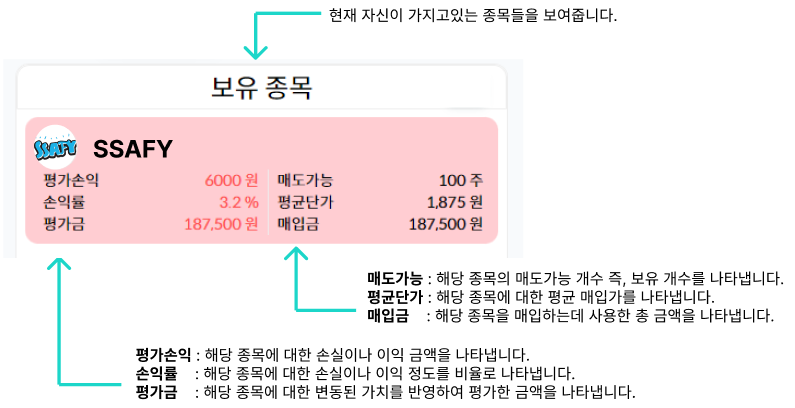 현재 자신이 가지고있는 종목들을 보여줍니다.
보유 종목
SSAFY SSAFY
평가손익 6000 원 매도가능 100 주
손익률 3.2 % 평균단가 1,875 원
평가금 187,500 원 매입금 187,500 원
매도가능 : 해당 종목의 매도가능 개수 즉, 보유 개수를 나타냅니다.
평균단가 : 해당 종목에 대한 평균 매입가를 나타냅니다.
매입금 : 해당 종목을 매입하는데 사용한 총 금액을 나타냅니다.
평가손익 : 해당 종목에 대한 손실이나 이익 금액을 나타냅니다.
손익률 : 해당 종목에 대한 손실이나 이익 정도를 비율로 나타냅니다.
평가금 : 해당 종목에 대한 변동된 가치를 반영하여 평가한 금액을 나타냅니다.